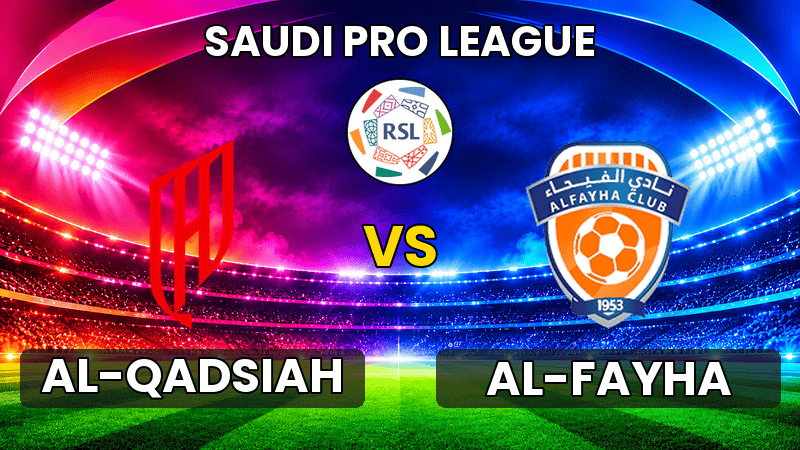 SAUDI PRO LEAGUE
RSL
VS
نادي الفيحاء
ALFAYHA CLUB
1953
AL-QADSIAH
AL-FAYHA